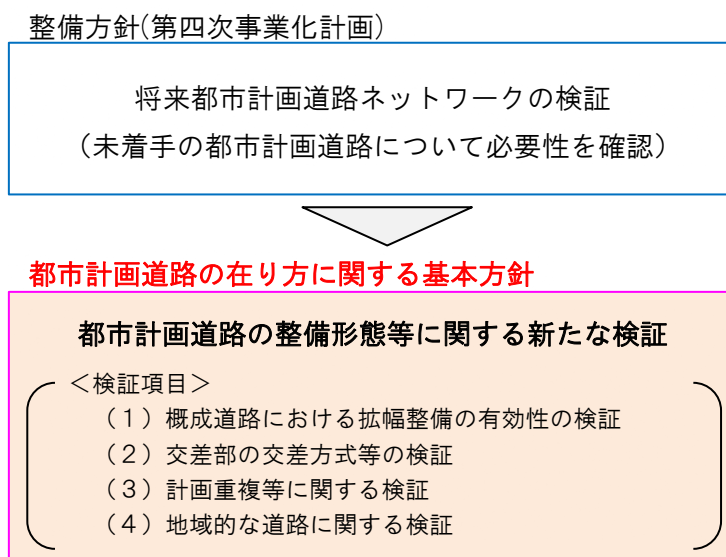 整備方針(第四次事業化計画)
将来都市計画道路ネットワークの検証
（未着手の都市計画道路について必要性を確認）
都市計画道路の在り方に関する基本方針
都市計画道路の整備形態等に関する新たな検証
＜検証項目＞
（１）概成道路における拡幅整備の有効性の検証
（２）交差部の交差方式等の検証
（３）計画重複等に関する検証
（４）地域的な道路に関する検証